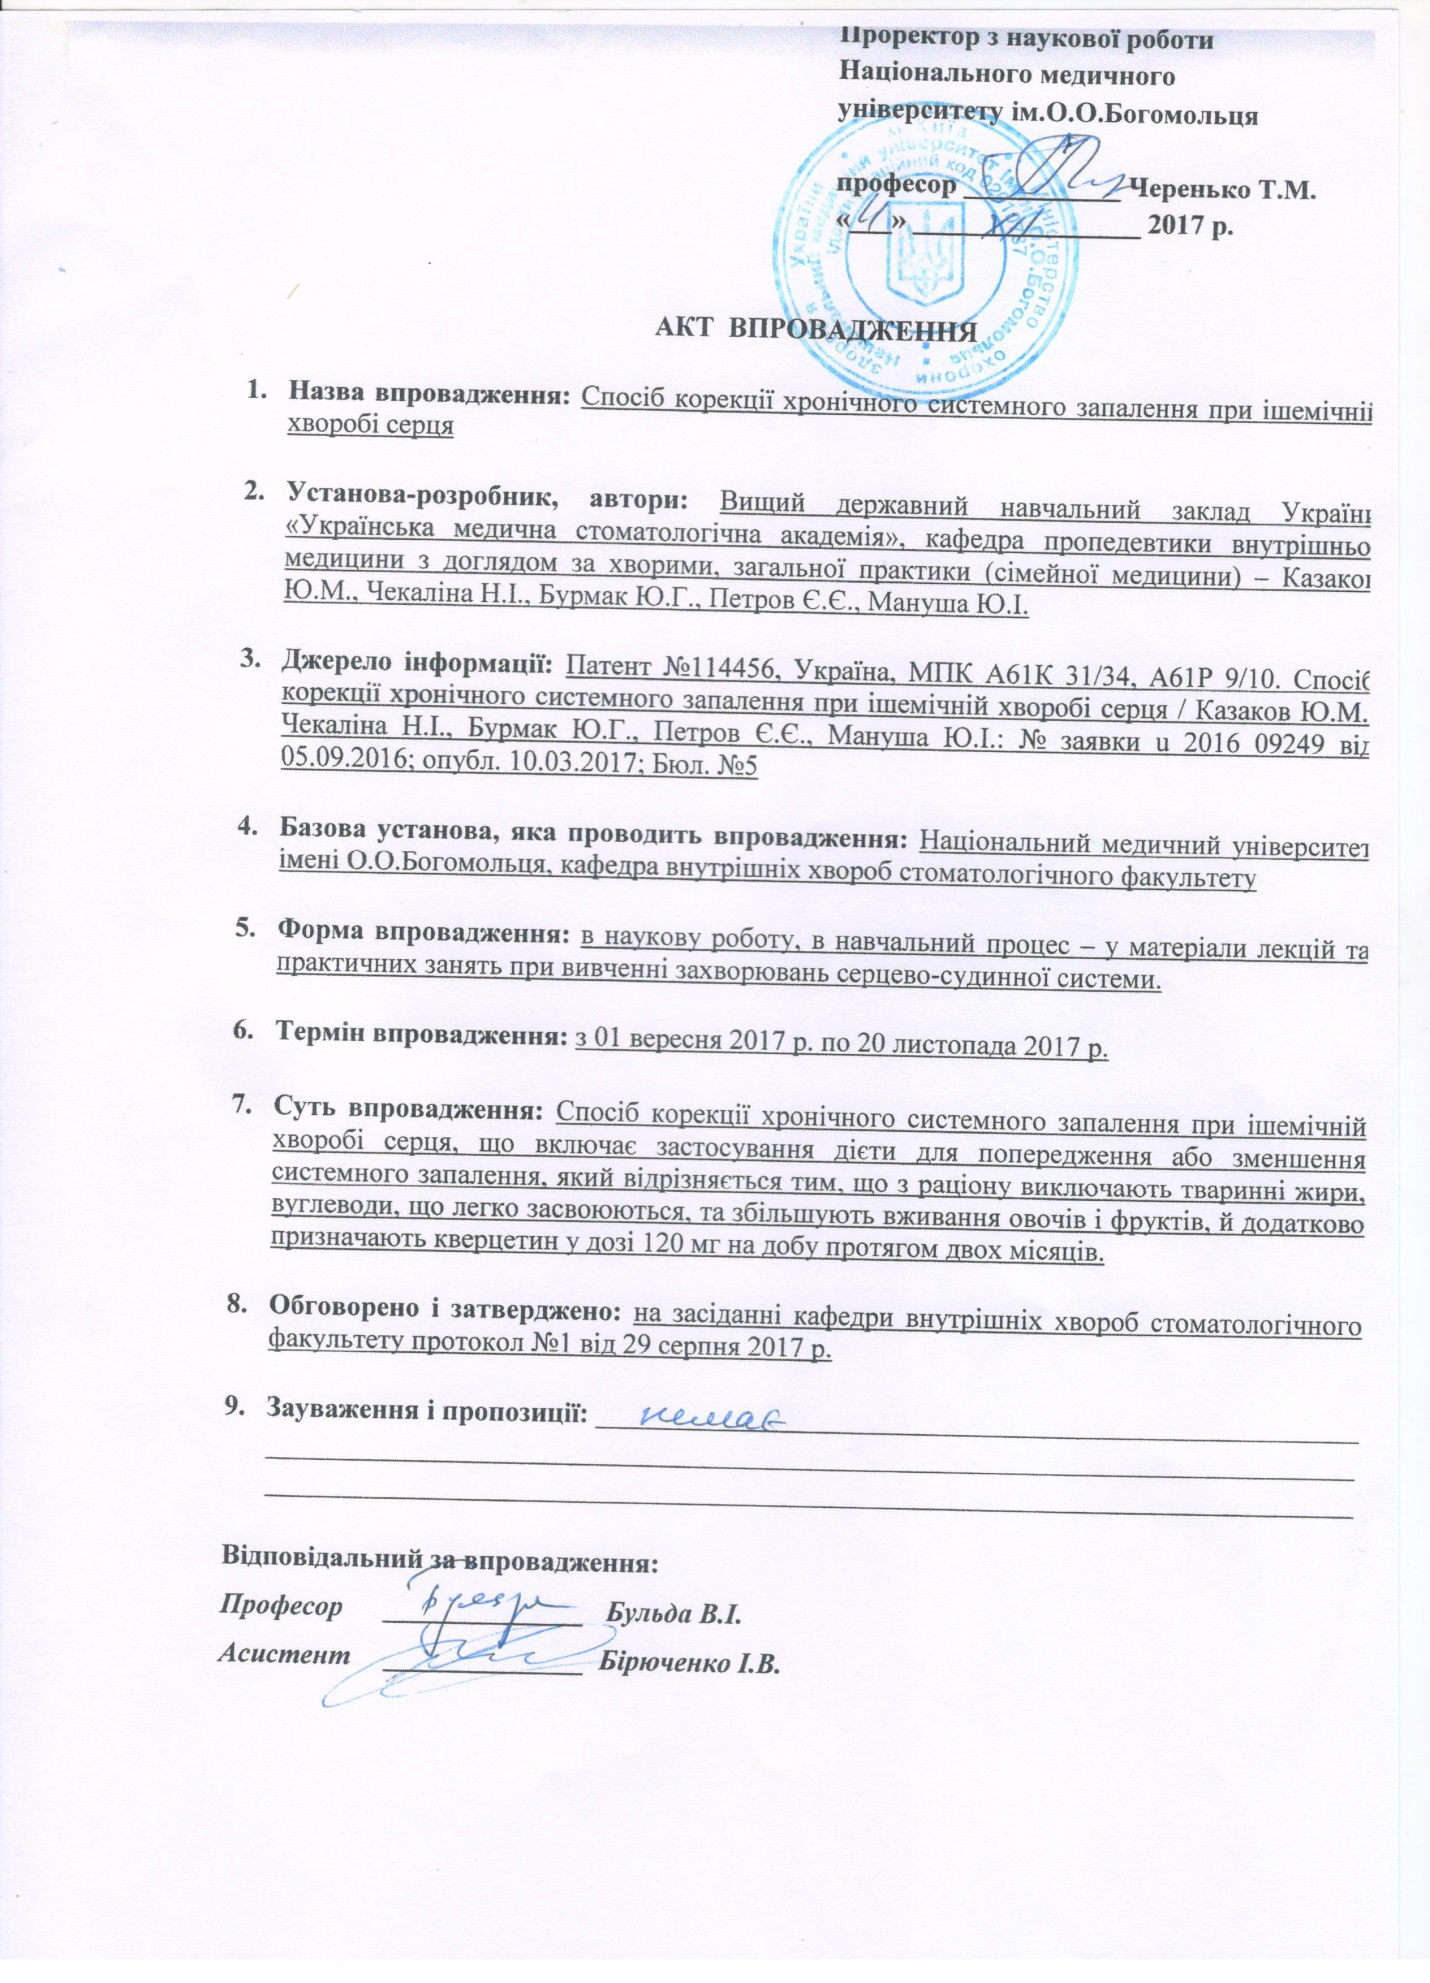 Проректор з наукової роботи
Національного медичного
університету ім.О.О.Богомольця
професор ___________ Черенько Т.М.
«___» ________ XII ________ 2017 р.
АКТ ВПРОВАДЖЕННЯ
1. Назва впровадження: Спосіб корекції хронічного системного запалення при ішемічній
хворобі серця
2. Установа-розробник, автори: Вищий державний навчальний заклад України
«Українська медична стоматологічна академія», кафедра пропедевтики внутрішньо
медицини з доглядом за хворими, загальної практики (сімейної медицини) – Казаков
Ю.М., Чекаліна Н.І., Бурмак Ю.Г., Петров Є.Є., Мануша Ю.І.
3. Джерело інформації: Патент №114456, Україна, МПК А61К 31/34, А61Р 9/10. Спосіб
корекції хронічного системного запалення при ішемічній хворобі серця / Казаков Ю.М.,
Чекаліна Н.І., Бурмак Ю.Г., Петров Є.Є., Мануша Ю.І.: № заявки u 2016 09249 від
05.09.2016; опубл. 10.03.2017; Бюл. №5
4. Базова установа, яка проводить впровадження: Національний медичний університет
імені О.О.Богомольця, кафедра внутрішніх хвороб стоматологічного факультету
5. Форма впровадження: в наукову роботу, в навчальний процес – у матеріали лекцій та
практичних занять при вивченні захворювань серцево-судинної системи.
6. Термін впровадження: з 01 вересня 2017 р. по 20 листопада 2017 р.
7. Суть впровадження: Спосіб корекції хронічного системного запалення при ішемічній
хворобі серця, що включає застосування дієти для попередження або зменшення
системного запалення, який відрізняється тим, що з раціону виключають тваринні жири,
вуглеводи, що легко засвоюються, та збільшують вживання овочів і фруктів, й додатково
призначають кверцетин у дозі 120 мг на добу протягом двох місяців.
8. Обговорено і затверджено: на засіданні кафедри внутрішніх хвороб стоматологічного
факультету протокол №1 від 29 серпня 2017 р.
9. Зауваження і пропозиції: немає
Відповідальний за впровадження:
Професор ______________ Бульда В.І.
Асистент ______________ Бірюченко І.В.